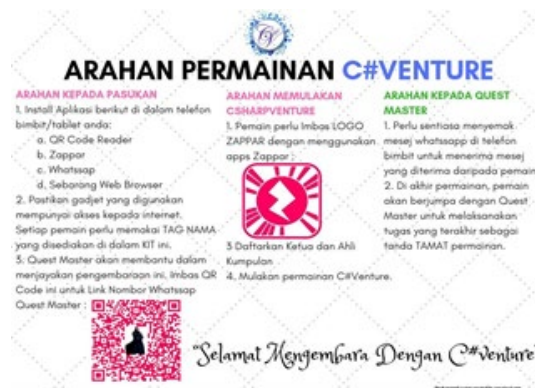 CV
ARAHAN PERMAINAN C#VENTURE
ARAHAN KEPADA PASUKAN
1. Install Aplikasi berikut di dalam telefon
bimbit/tablet anda:
a. QR Code Reader
b. Zappar
c. Whatssap
d. Sebarang Web Browser
2. Pastikan gadjet yang digunakan
mempunyai akses kepada internet.
Setiap pemain perlu memakai TAG NAMA
yang disediakan di dalam KIT ini.
3. Quest Master akan membantu dalam
menjayakan pengembaraan ini. Imbas QR
Code ini untuk Link Nombor Whatssap
Quest Master :
ARAHAN MEMULAKAN
CSHARPVENTURE
1. Pemain perlu Imbas LOGO
ZAPPAR dengan menggunakan
apps Zappar :
3 Daftarkan Ketua dan Ahli
Kumpulan
4. Mulakan permainan C#Venture.
ARAHAN KEPADA QUEST
MASTER
1. Perlu sentiasa menyemak
mesej whatssapp di telefon
bimbit untuk menerima mesej
yang diterima daripada pemain
2. Di akhir permainan, pemain
akan berjumpa dengan Quest
Master untuk melaksanakan
tugas yang terakhir sebagai
tanda TAMAT permainan.
"Selamat Mengembara Dengan C#venture"